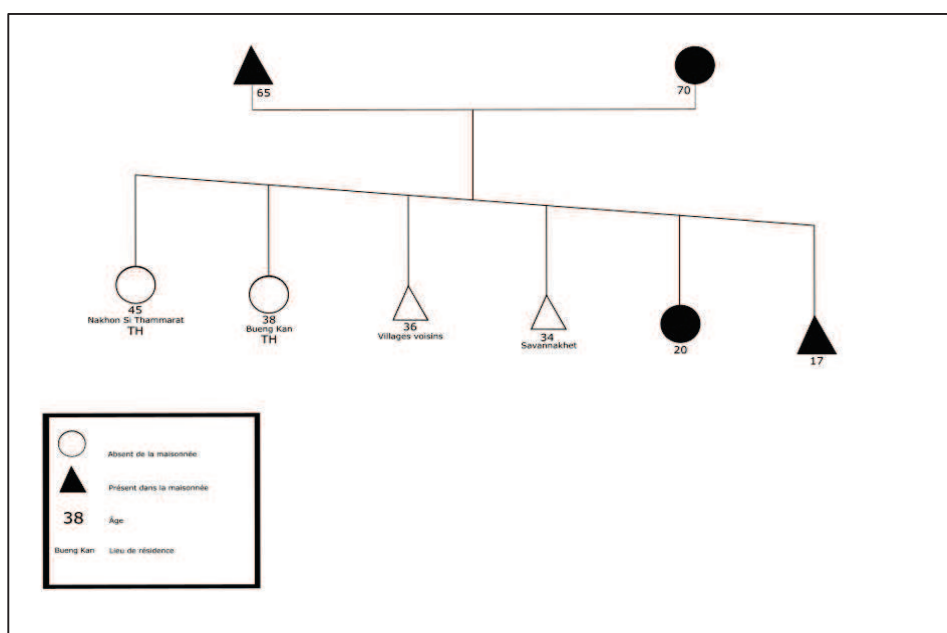 65
70
45
Nakhon Si Thammarat
TH
38
Bueng Kan
TH
36
Villages voisins
34
Savannakhet
20
17
Absent de la maisonnée
Présent dans la maisonnée
38 Âge
Bueng Kan Lieu de résidence